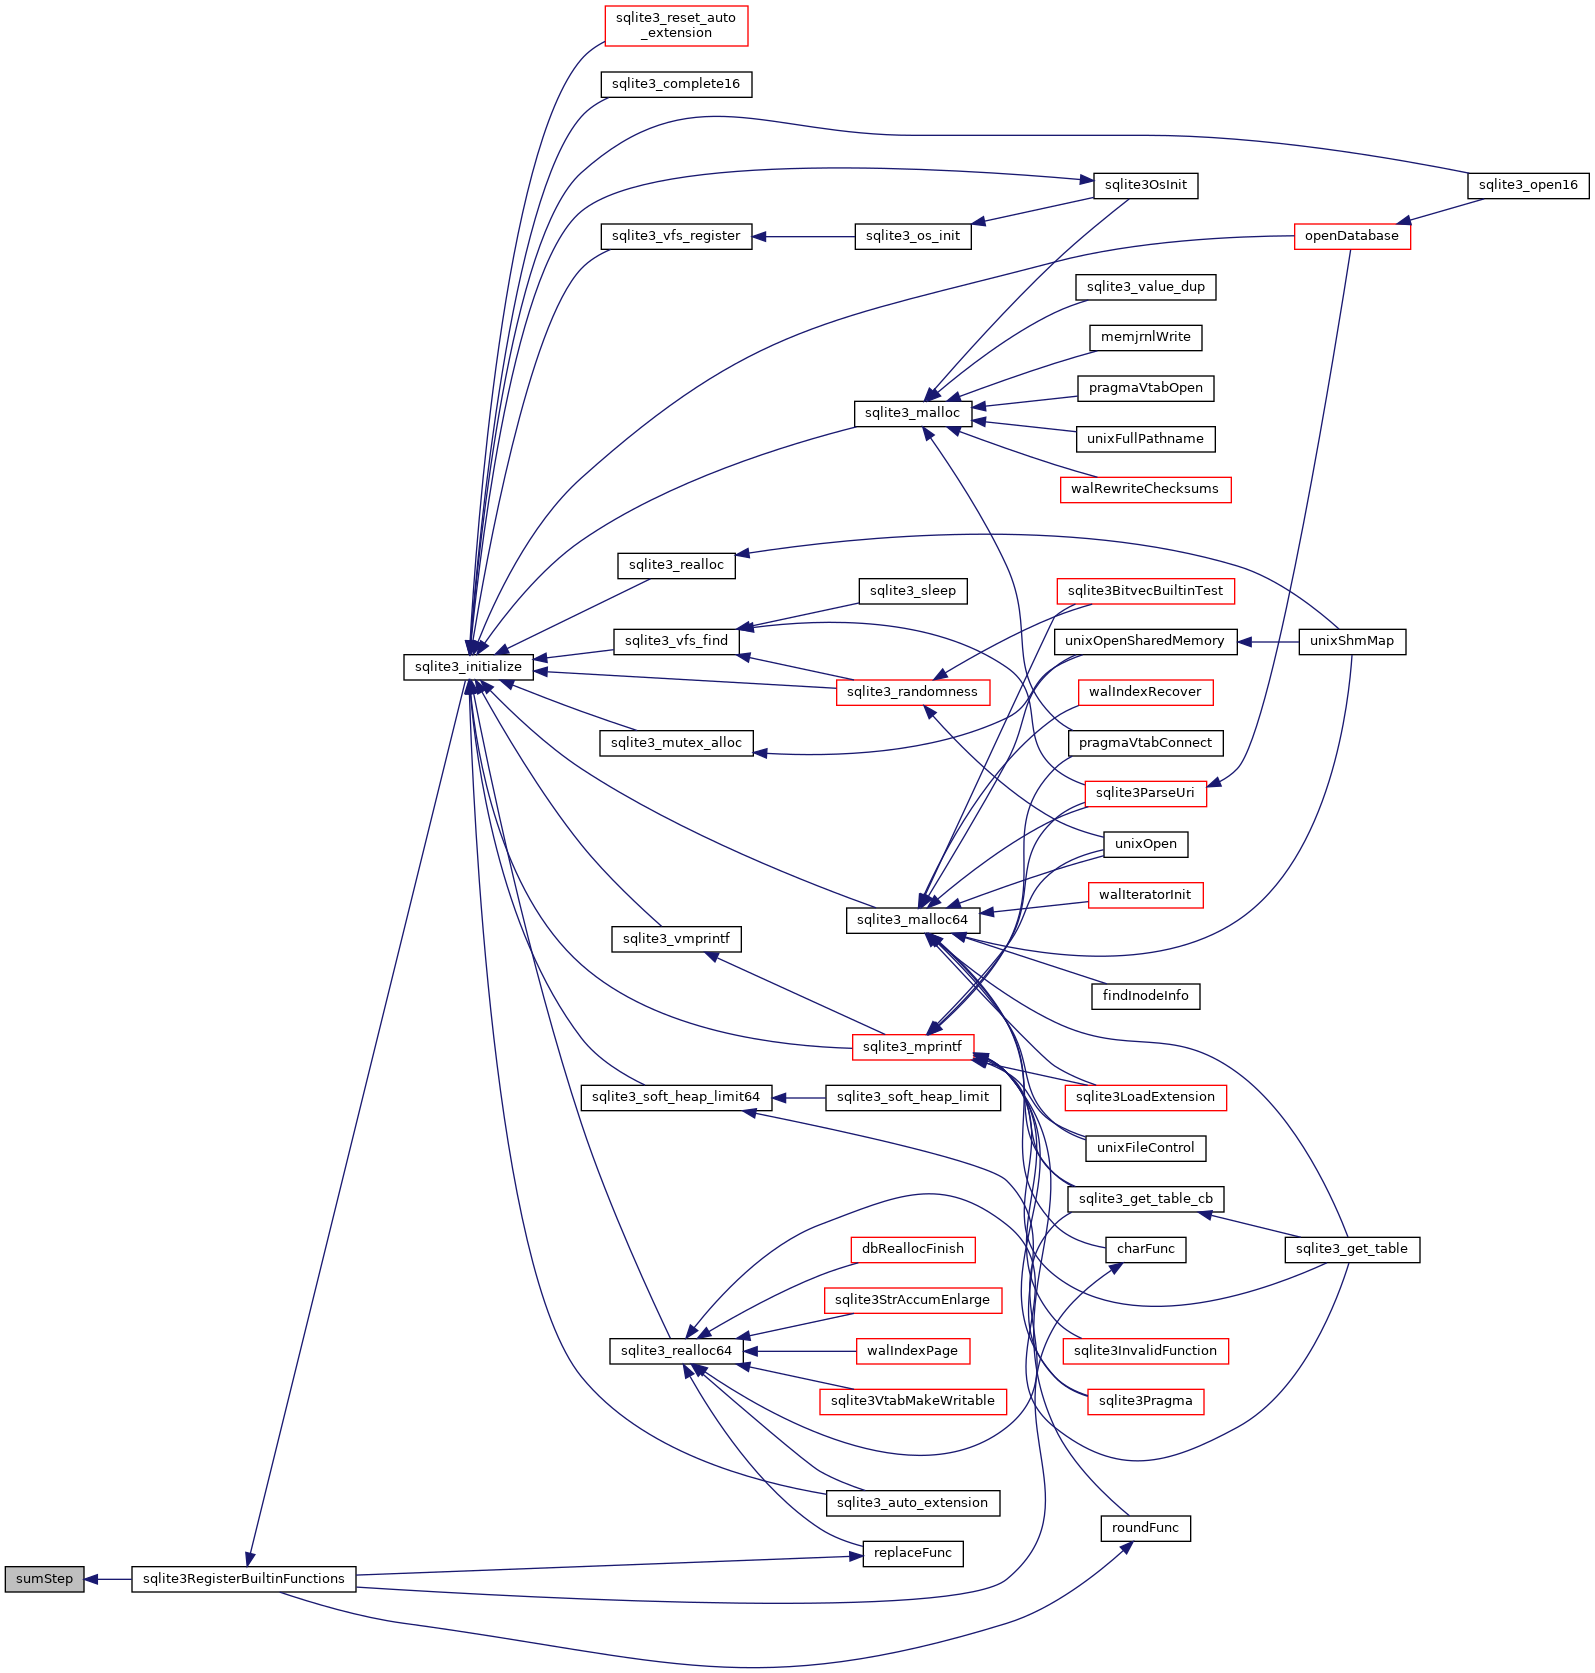 sqlite3_reset_auto
_extension
sqlite3_complete16
sqlite3OsInit
sqlite3_open16
sqlite3_vfs_register
sqlite3_os_init
openDatabase
sqlite3_value_dup
memjrnlWrite
pragmaVtabOpen
sqlite3_malloc
unixFullPathname
walRewriteChecksums
sqlite3_realloc
sqlite3_sleep
sqlite3BitvecBuiltinTest
sqlite3_vfs_find
unixOpenSharedMemory
unixShmMap
sqlite3_initialize
sqlite3_randomness
walIndexRecover
sqlite3_mutex_alloc
pragmaVtabConnect
sqlite3ParseUri
unixOpen
walIteratorInit
sqlite3_malloc64
sqlite3_vmprintf
findInodeInfo
sqlite3_mprintf
sqlite3_soft_heap_limit64
sqlite3_soft_heap_limit
sqlite3LoadExtension
unixFileControl
sqlite3_get_table_cb
dbReallocFinish
charFunc
sqlite3_get_table
sqlite3StrAccumEnlarge
sqlite3_realloc64
walIndexPage
sqlite3InvalidFunction
sqlite3VtabMakeWritable
sqlite3Pragma
sqlite3_auto_extension
roundFunc
replaceFunc
sumStep
sqlite3RegisterBuiltinFunctions